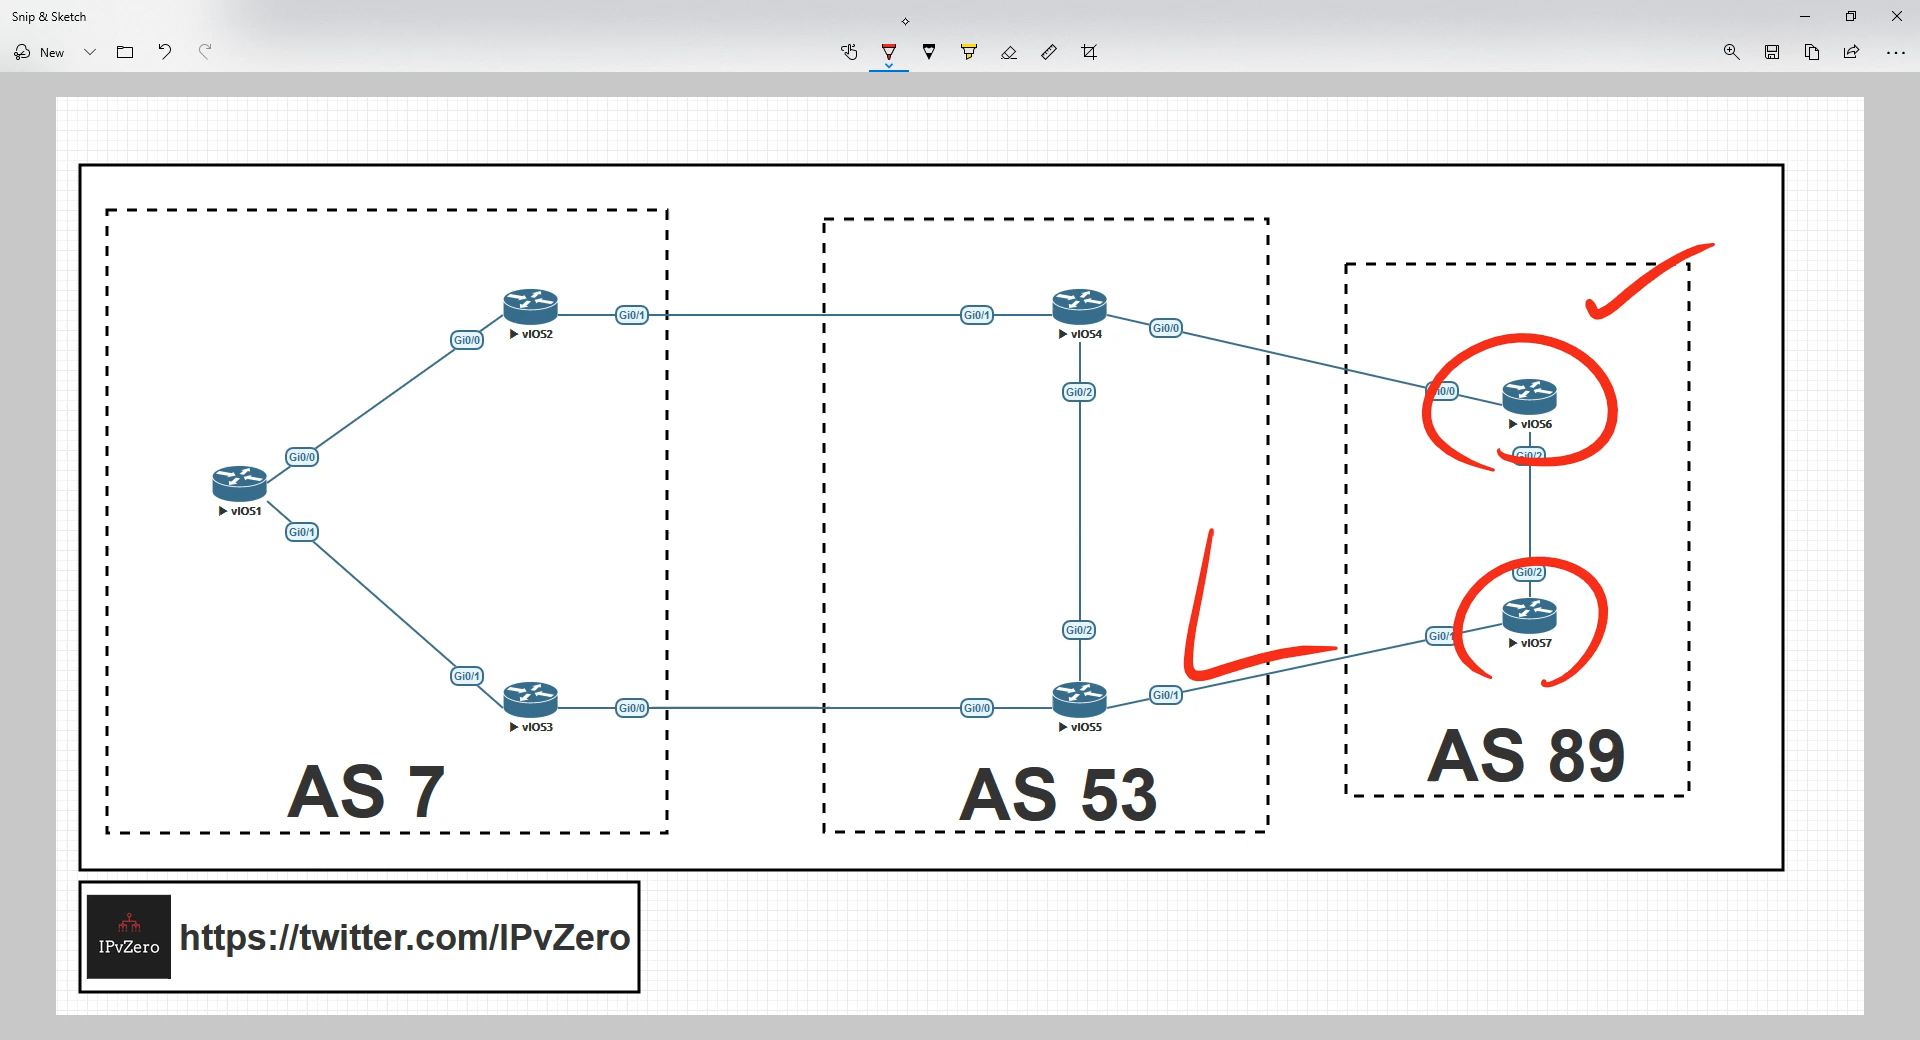 Snip & Sketch
New
Gi0/1
Gi0/1
vIOS2
vIOS4
Gi0/0
Gi0/0
Gi0/2
Gi0/0
vIOS6
Gi0/2
Gi0/0
vIOS1
Gi0/1
Gi0/2
Gi0/2
Gi0/1
vIOS7
Gi0/1
Gi0/1
Gi0/0
Gi0/0
vIOS3
vIOS5
AS 7
AS 53
AS 89
IPvZero
https://twitter.com/IPvZero